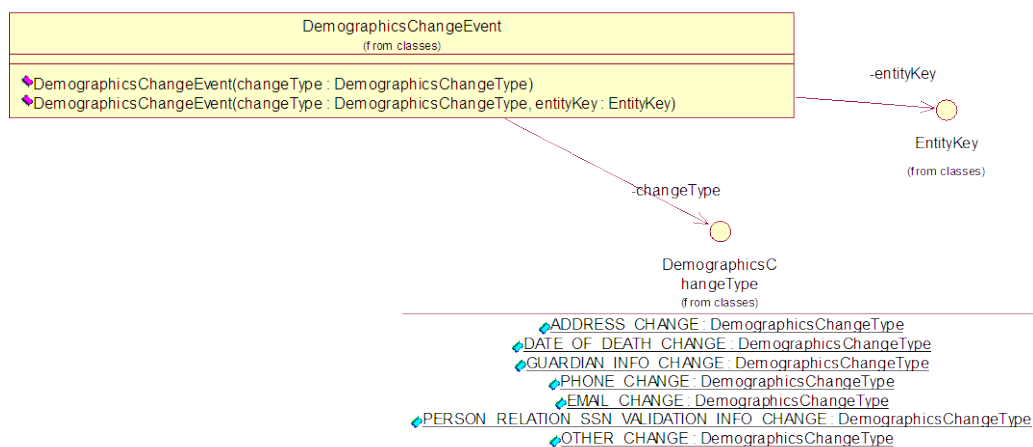 DemographicsChangeEvent
(from classes)
DemographicsChangeEvent(changeType : DemographicsChangeType)
DemographicsChangeEvent(changeType : DemographicsChangeType, entityKey : EntityKey)
-entityKey
EntityKey
(from classes)
-changeType
DemographicsC
hangeType
(from classes)
ADDRESS_CHANGE : DemographicsChangeType
DATE_OF_DEATH_CHANGE : DemographicsChangeType
GUARDIAN_INFO_CHANGE : DemographicsChangeType
PHONE_CHANGE : DemographicsChangeType
EMAIL_CHANGE : DemographicsChangeType
PERSON_RELATION_SSN_VALIDATION_INFO_CHANGE : DemographicsChangeType
OTHER_CHANGE : DemographicsChangeType